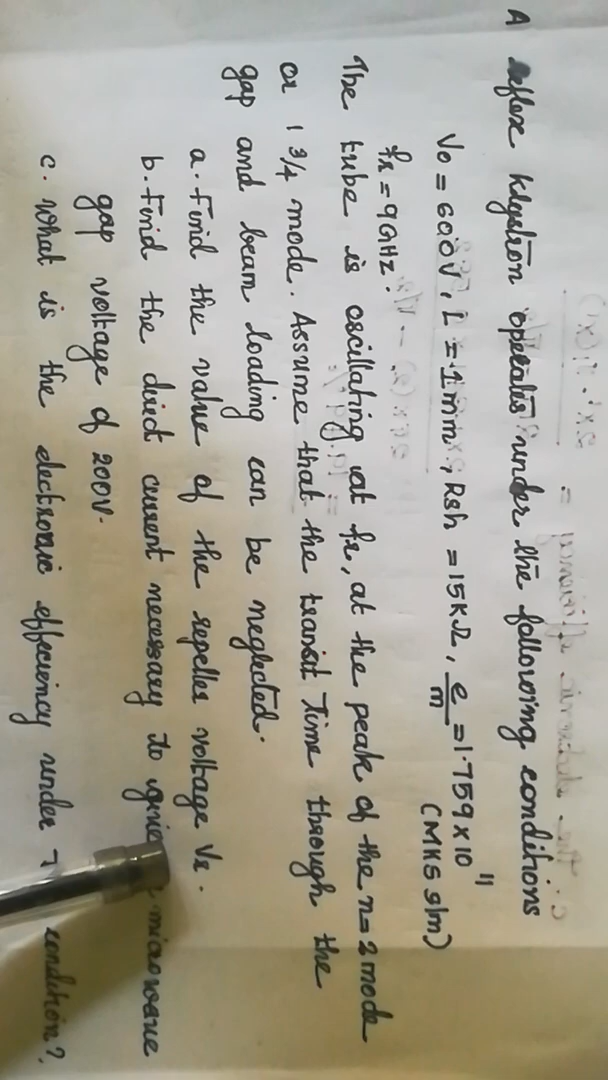 A reflex klystron operates under the following conditions
V0 = 600V, L = 1mm, Rsh = 15KΩ, e/m = 1.759 x 10^11 (MKS s/m)
fr = 9GHz.
The tube is oscillating at fr, at the peak of the n=2 mode
or 1 3/4 mode. Assume that the transit Time through the
gap and beam loading can be neglected.
a. Find the value of the repeller voltage Vr.
b. Find the direct current necessary to microwave
gap voltage of 200V.
c. What is the electronic efficiency under condition?